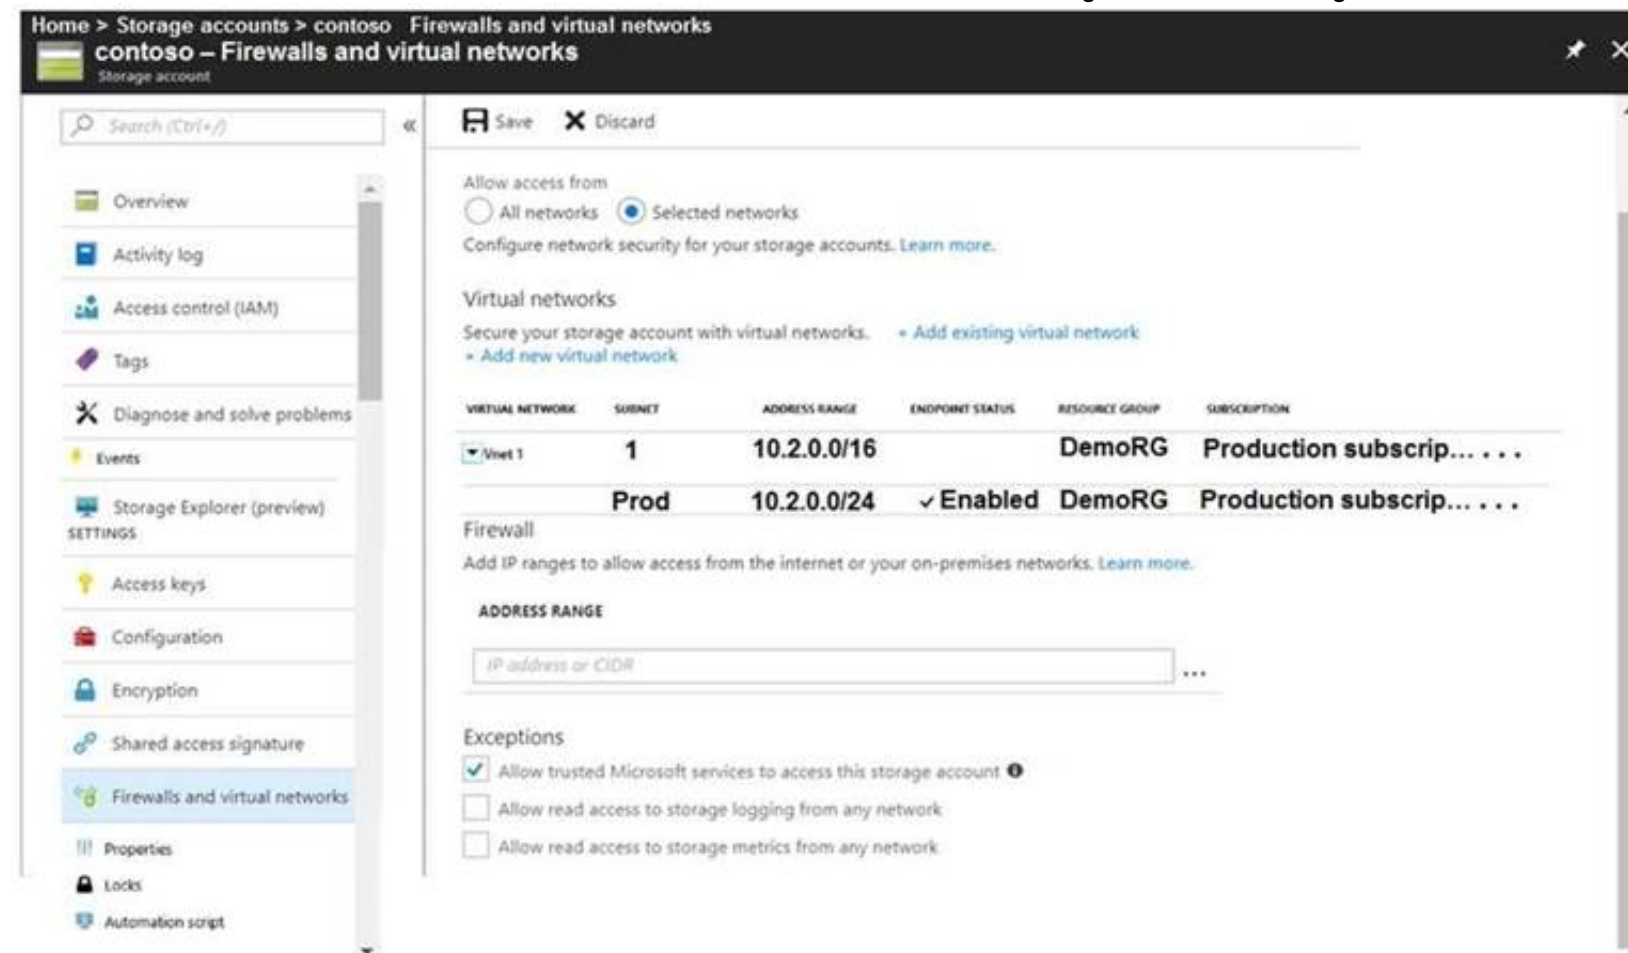 Home > Storage accounts > contoso Firewalls and virtual networks
contoso – Firewalls and virtual networks
Storage account
Search (Ctrl+/)
Overview
Activity log
Access control (IAM)
Tags
Diagnose and solve problems
Events
Storage Explorer (preview)
SETTINGS
Access keys
Configuration
Encryption
Shared access signature
Firewalls and virtual networks
Properties
Locks
Automation script
Save Discard
Allow access from
All networks Selected networks
Configure network security for your storage accounts. Learn more.
Virtual networks
Secure your storage account with virtual networks. + Add existing virtual network
+ Add new virtual network
VIRTUAL NETWORK SUBNET ADDRESS RANGE ENDPOINT STATUS RESOURCE GROUP SUBSCRIPTION
Vnet 1 1 10.2.0.0/16 DemoRG Production subscrip... ...
Prod 10.2.0.0/24 ✓Enabled DemoRG Production subscrip... ...
Firewall
Add IP ranges to allow access from the internet or your on-premises networks. Learn more.
ADDRESS RANGE
IP address or CIDR ...
Exceptions
Allow trusted Microsoft services to access this storage account
Allow read access to storage logging from any network
Allow read access to storage metrics from any network